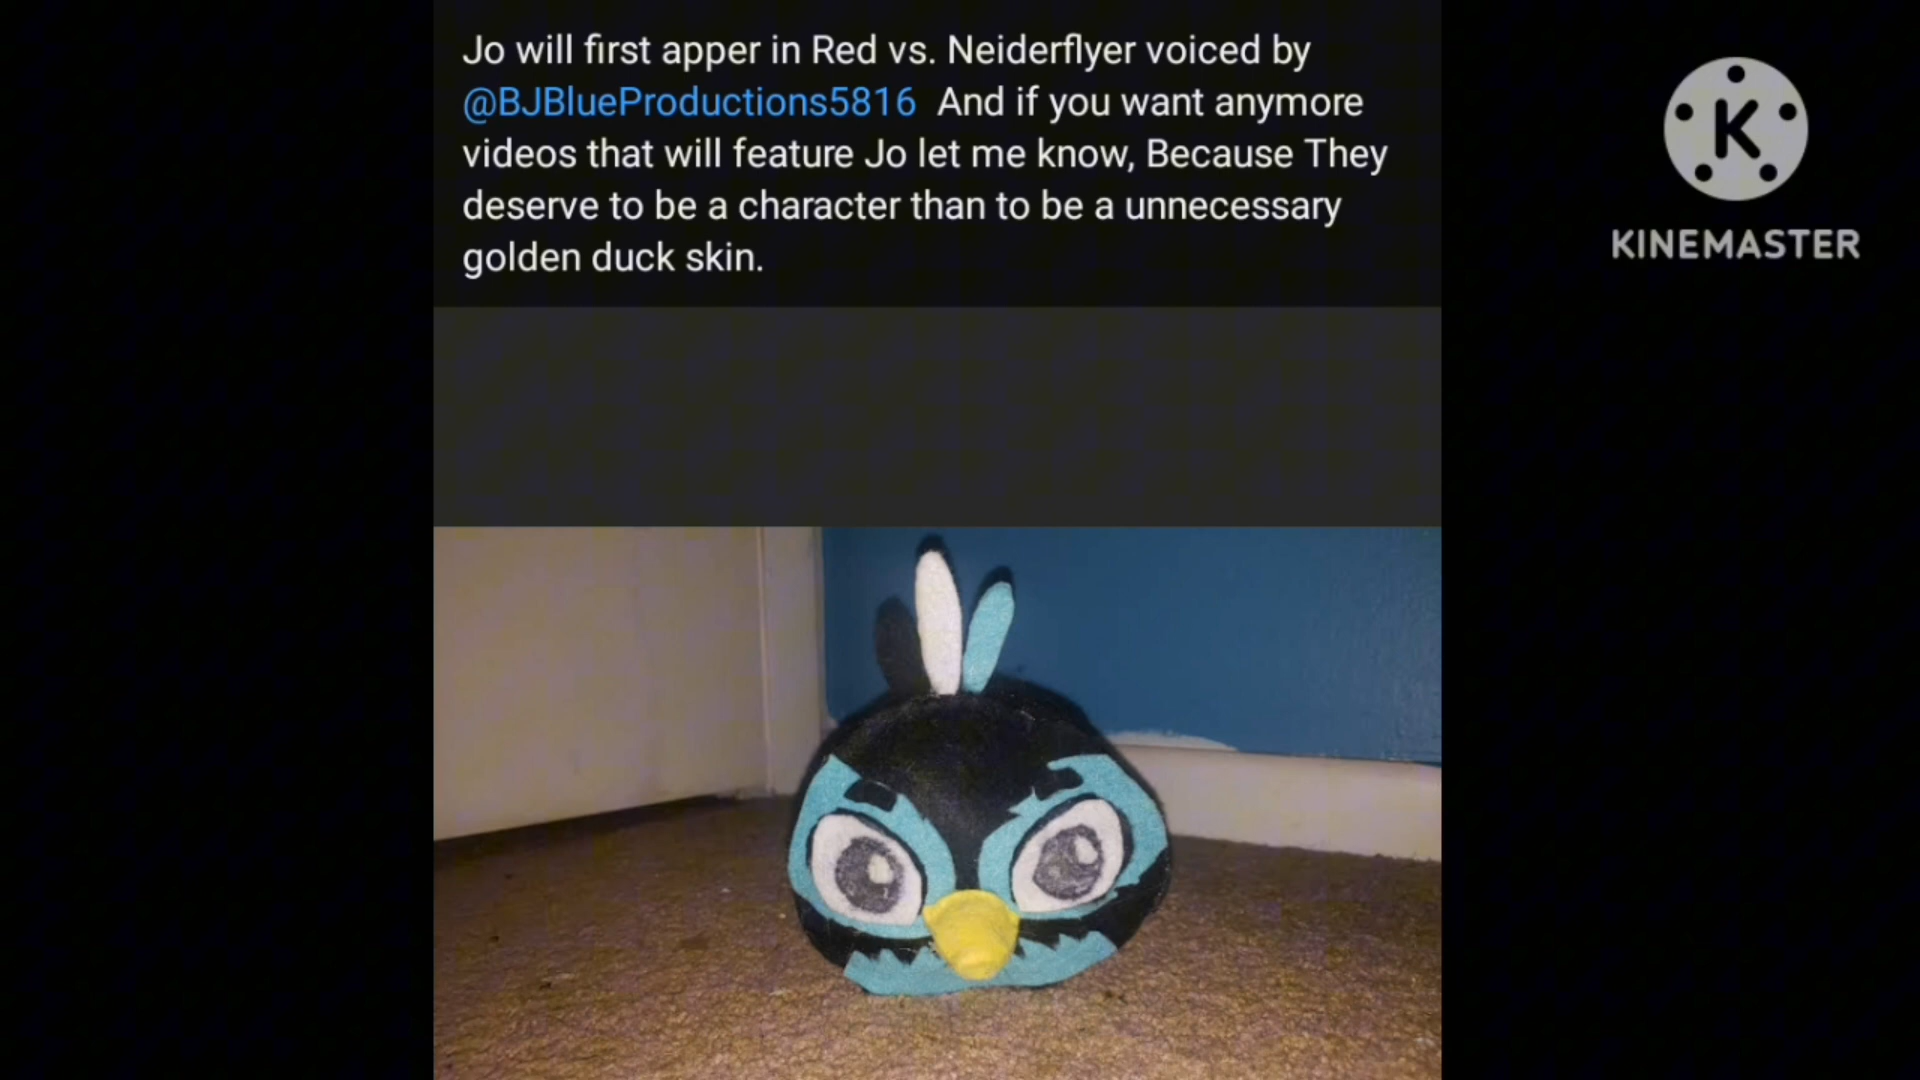 Jo will first apper in Red vs. Neiderflyer voiced by
@BJBlueProductions5816 And if you want anymore
videos that will feature Jo let me know, Because They
deserve to be a character than to be a unnecessary
golden duck skin.
K
KINEMASTER